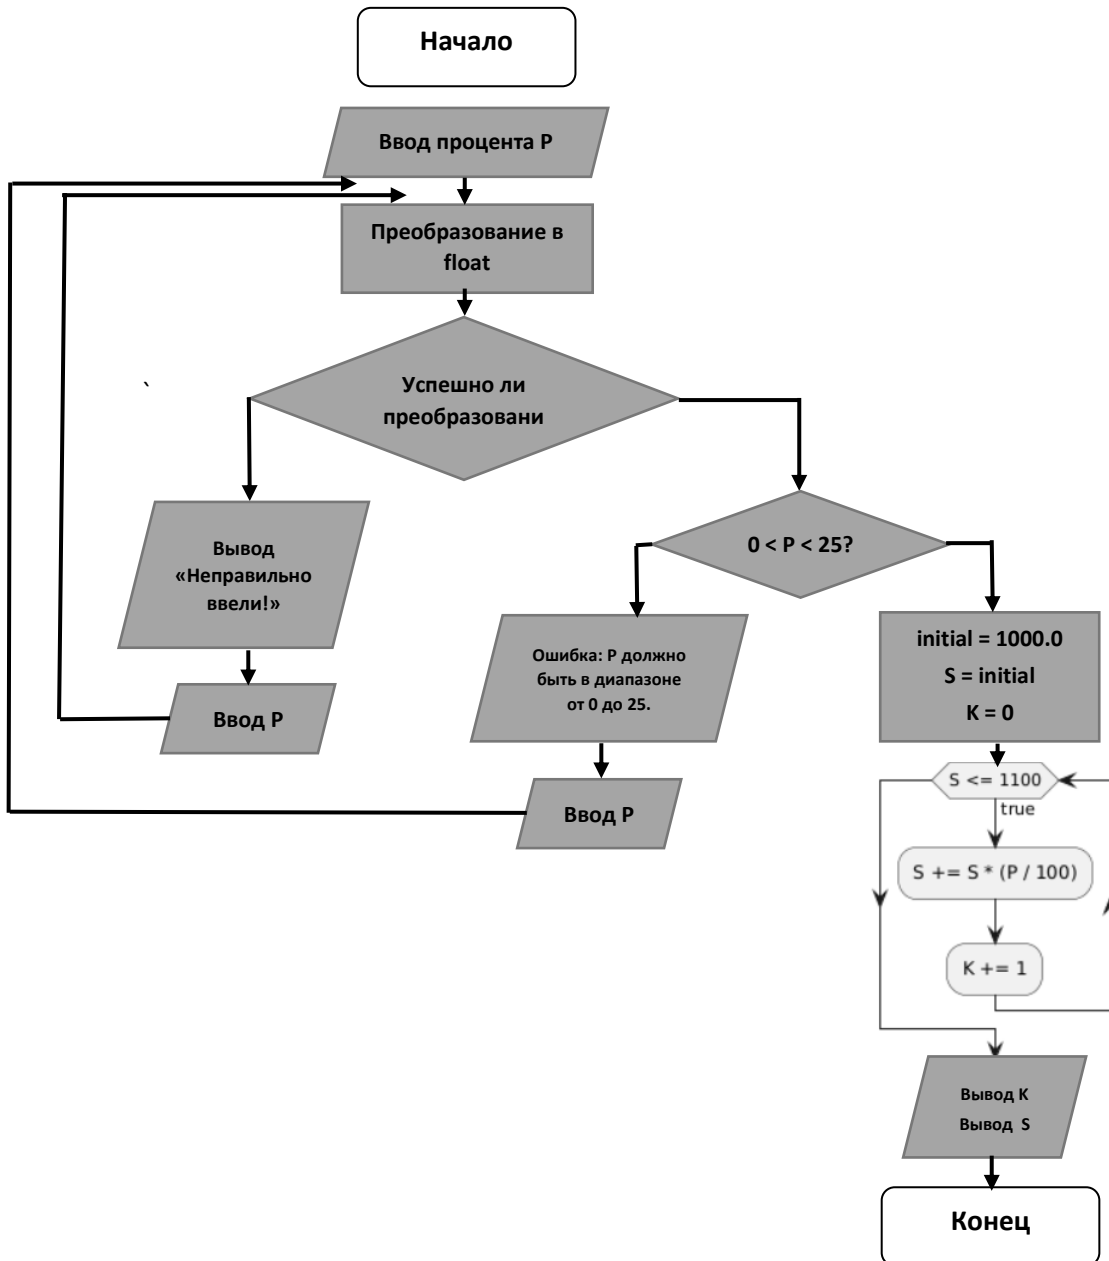 Начало
Ввод процента P
Преобразование в
float
Успешно ли
преобразовани
`
Вывод
«Неправильно
ввели!»
Ввод P
0 < P < 25?
Ошибка: P должно
быть в диапазоне
от 0 до 25.
Ввод P
initial = 1000.0
S = initial
K = 0
S <= 1100
true
S += S * (P / 100)
K += 1
Вывод K
Вывод S
Конец